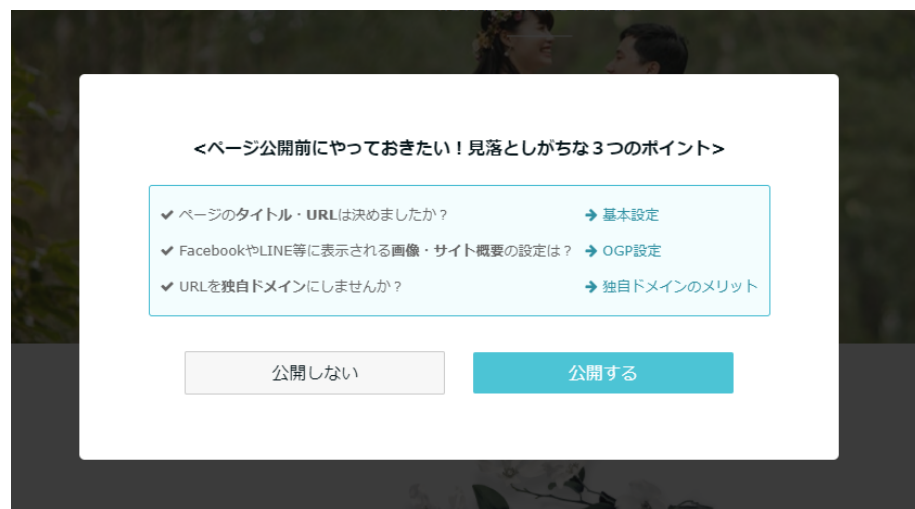 <ページ公開前にやっておきたい！見落としがちな３つのポイント>
✔ ページのタイトル・URLは決めましたか？ ➔ 基本設定
✔ FacebookやLINE等に表示される画像・サイト概要の設定は？ ➔ OGP設定
✔ URLを独自ドメインにしませんか？ ➔ 独自ドメインのメリット
公開しない 公開する